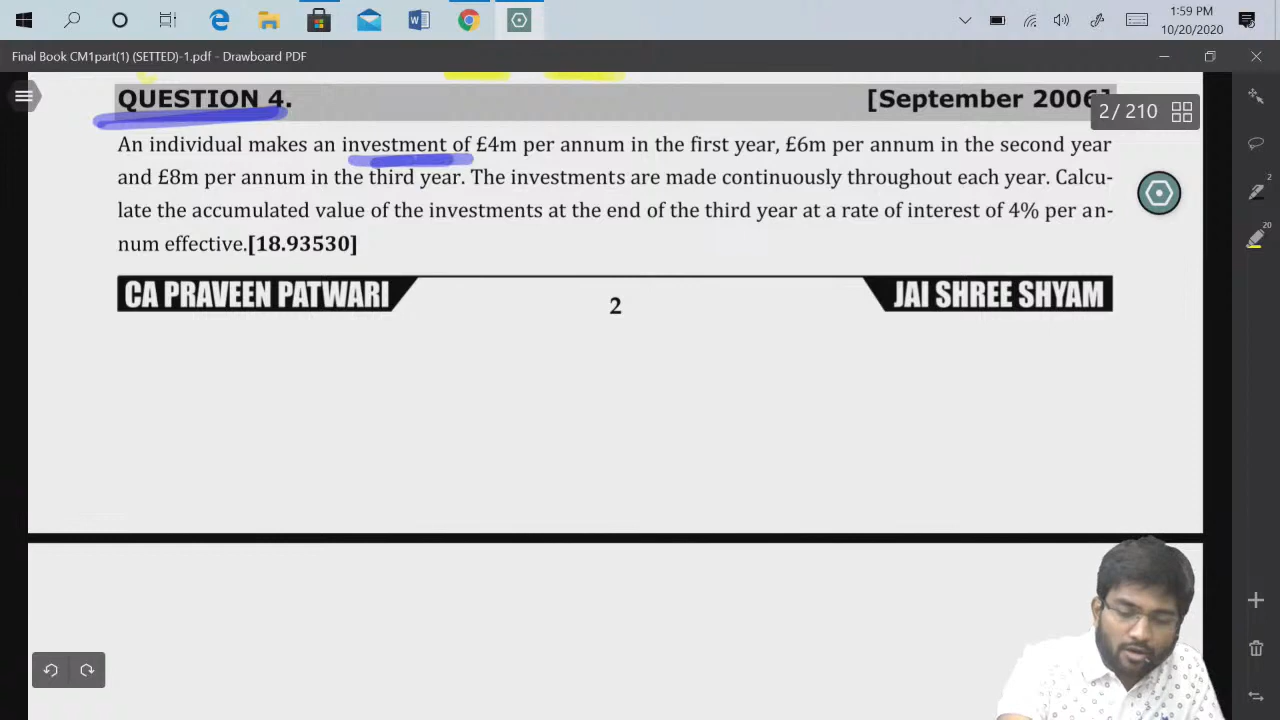 1:59 PM
10/20/2020
Final Book CM1part(1) (SETTED)-1.pdf - Drawboard PDF
QUESTION 4. [September 2006]
2 / 210
An individual makes an investment of £4m per annum in the first year, £6m per annum in the second year
and £8m per annum in the third year. The investments are made continuously throughout each year. Calcu-
late the accumulated value of the investments at the end of the third year at a rate of interest of 4% per an-
num effective.[18.93530]
CA PRAVEEN PATWARI 2 JAI SHREE SHYAM
2
20